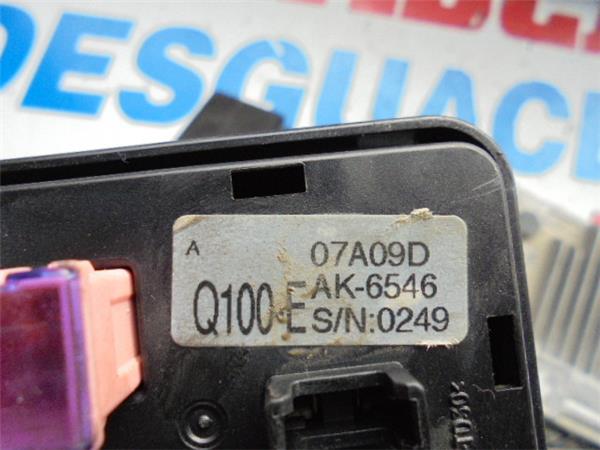 DESGUACE
A
07A09D
Q100-E
AK-6546
S/N:0249